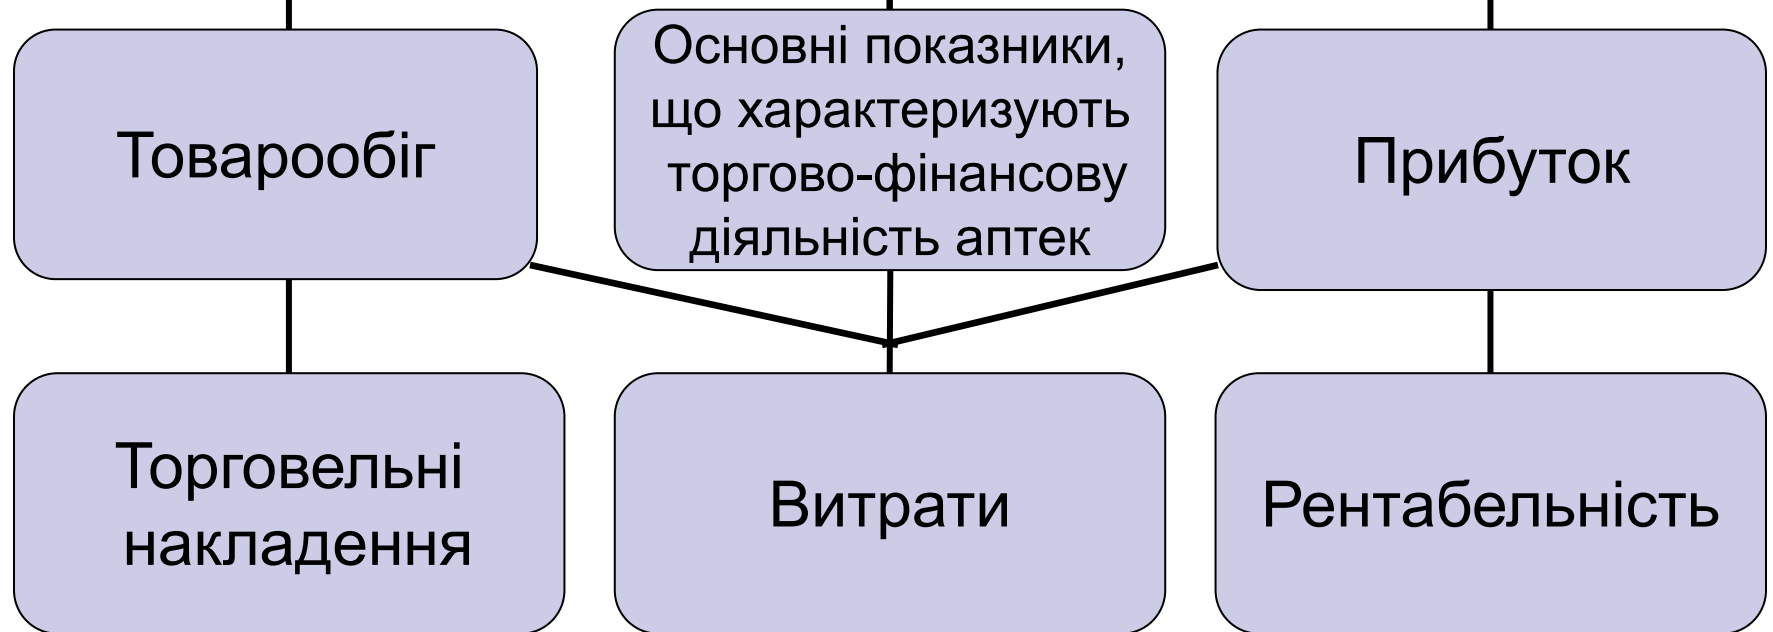 Товарообіг
Основні показники,
що характеризують
торгово-фінансову
діяльність аптек
Прибуток
Торговельні
накладення
Витрати
Рентабельність